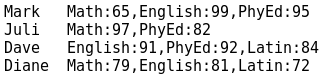 Mark   Math:65,English:99,PhyEd:95
Juli   Math:97,PhyEd:82
Dave   English:91,PhyEd:92,Latin:84
Diane  Math:79,English:81,Latin:72